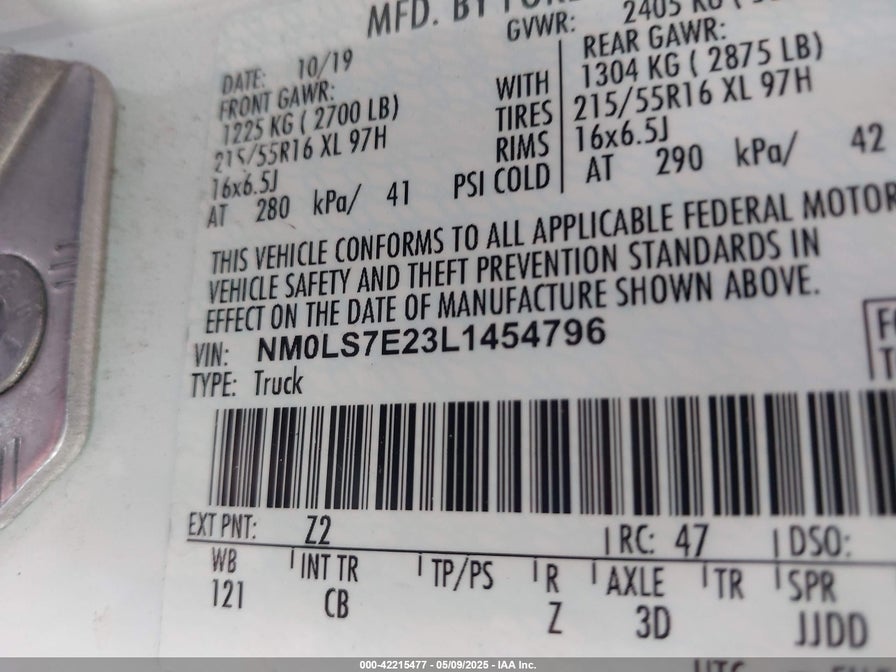 MFD. BY FORD
GVWR: 2405 KG (
DATE: 10/19
FRONT GAWR:
1225 KG ( 2700 LB)
215/55R16 XL 97H
16x6.5J
AT 280 kPa/ 41 PSI COLD
WITH
TIRES
RIMS
REAR GAWR:
1304 KG ( 2875 LB)
215/55R16 XL 97H
16x6.5J
AT 290 kPa/ 42
THIS VEHICLE CONFORMS TO ALL APPLICABLE FEDERAL MOTOR
VEHICLE SAFETY AND THEFT PREVENTION STANDARDS IN
EFFECT ON THE DATE OF MANUFACTURE SHOWN ABOVE.
VIN: NM0LS7E23L1454796
TYPE: Truck
EXT PNT: Z2 RC: 47 DSO:
WB INT TR TP/PS R AXLE TR SPR
121 CB Z 3D JJDD
000-42215477 - 05/09/2025 - IAA Inc.